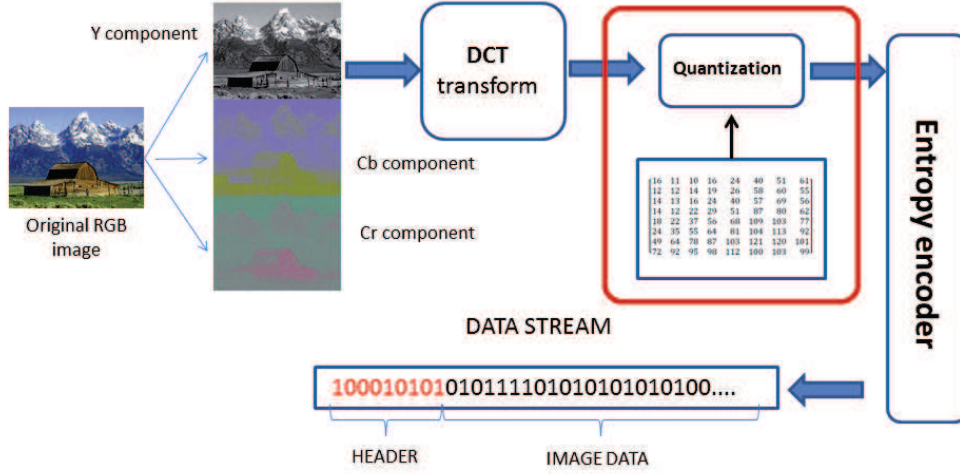 Y component
DCT
transform
Quantization
Cb component
Original RGB
image
Cr component
16 11 10 16 24 40 51 61
12 12 14 19 26 58 60 55
14 13 16 24 40 57 69 56
14 12 22 29 51 87 80 62
18 22 37 56 68 109 103 77
24 35 55 64 81 104 113 92
49 64 78 87 103 121 120 101
72 92 95 98 112 100 103 99
Entropy encoder
DATA STREAM
10001010101011110101010101010100....
HEADER
IMAGE DATA